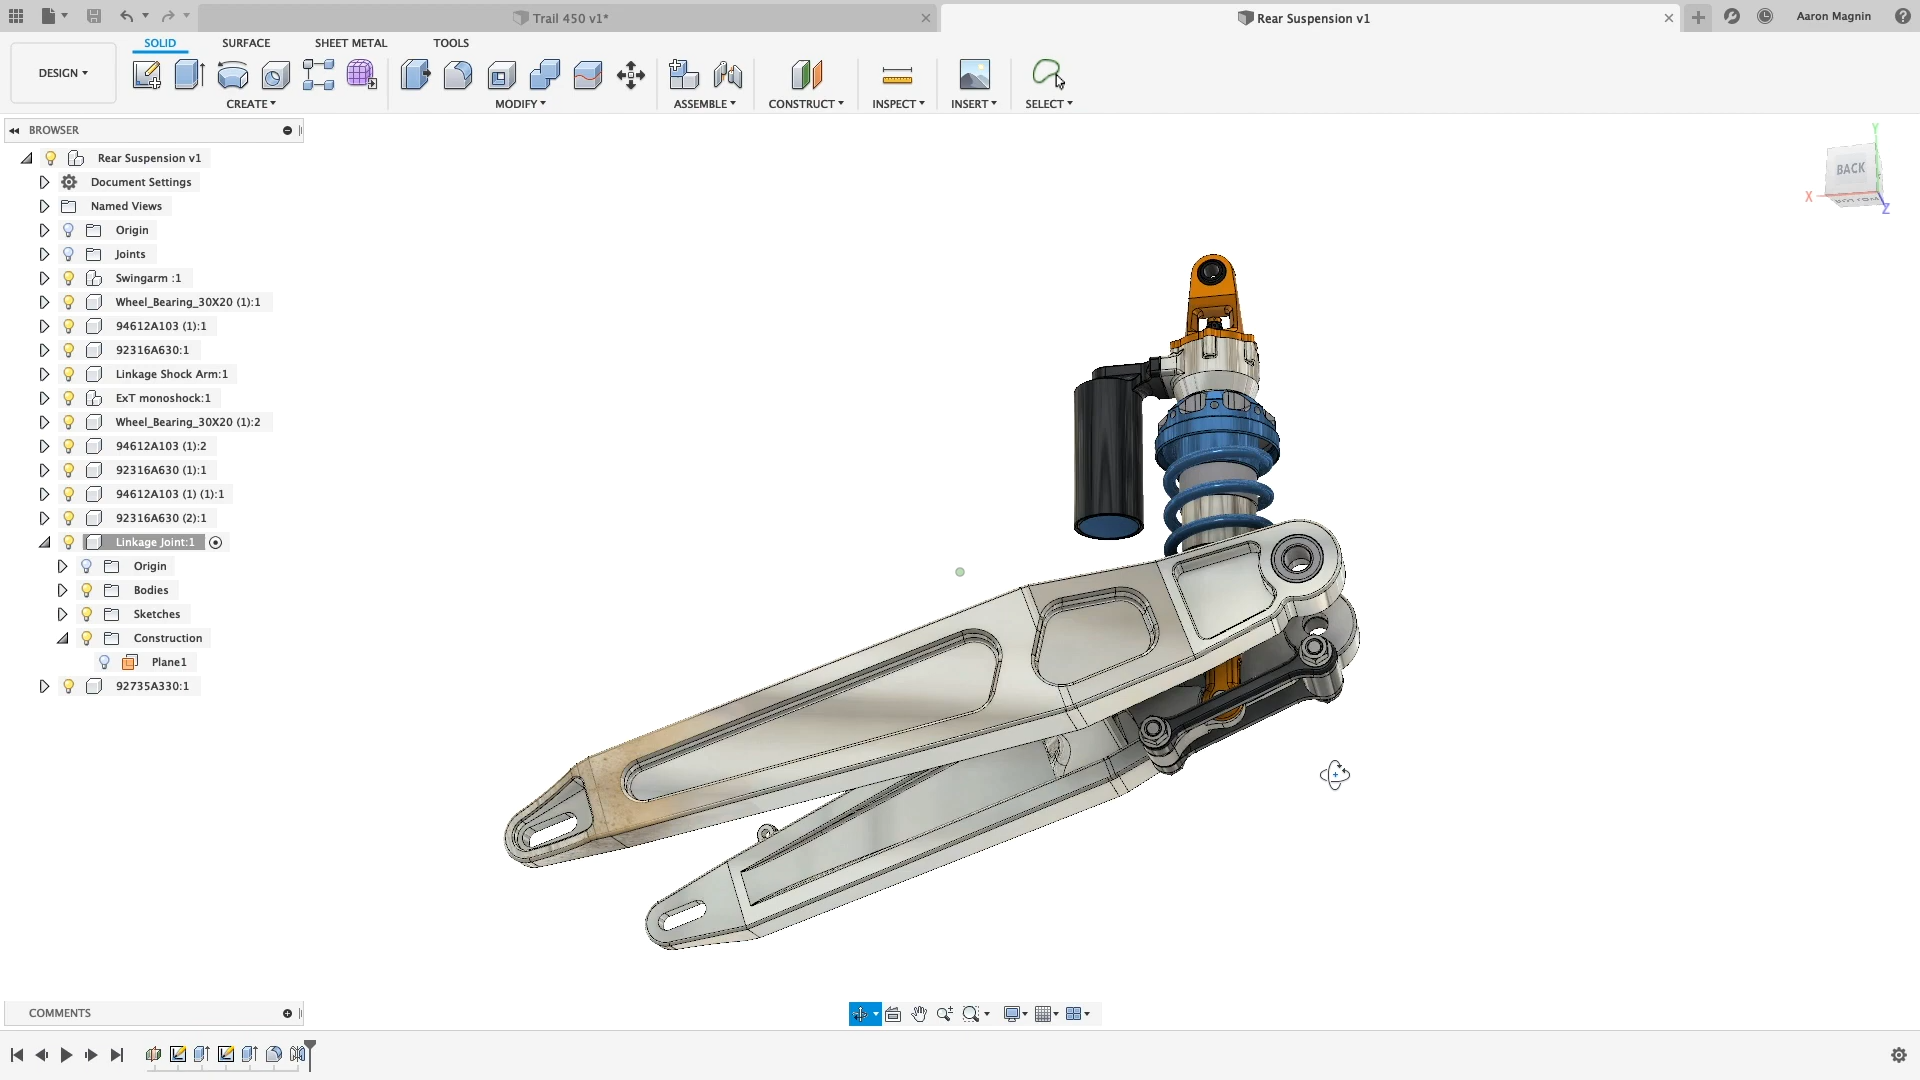 Trail 450 v1*
Rear Suspension v1
Aaron Magnin
DESIGN
SOLID
SURFACE
SHEET METAL
TOOLS
CREATE
MODIFY
ASSEMBLE
CONSTRUCT
INSPECT
INSERT
SELECT
BROWSER
Rear Suspension v1
Document Settings
Named Views
Origin
Joints
Swingarm :1
Wheel_Bearing_30X20 (1):1
94612A103 (1):1
92316A630:1
Linkage Shock Arm:1
ExT monoshock:1
Wheel_Bearing_30X20 (1):2
94612A103 (1):2
92316A630 (1):1
94612A103 (1) (1):1
92316A630 (2):1
Linkage Joint:1
Origin
Bodies
Sketches
Construction
Plane1
92735A330:1
Y
BACK
X
BOTTOM
Z
COMMENTS